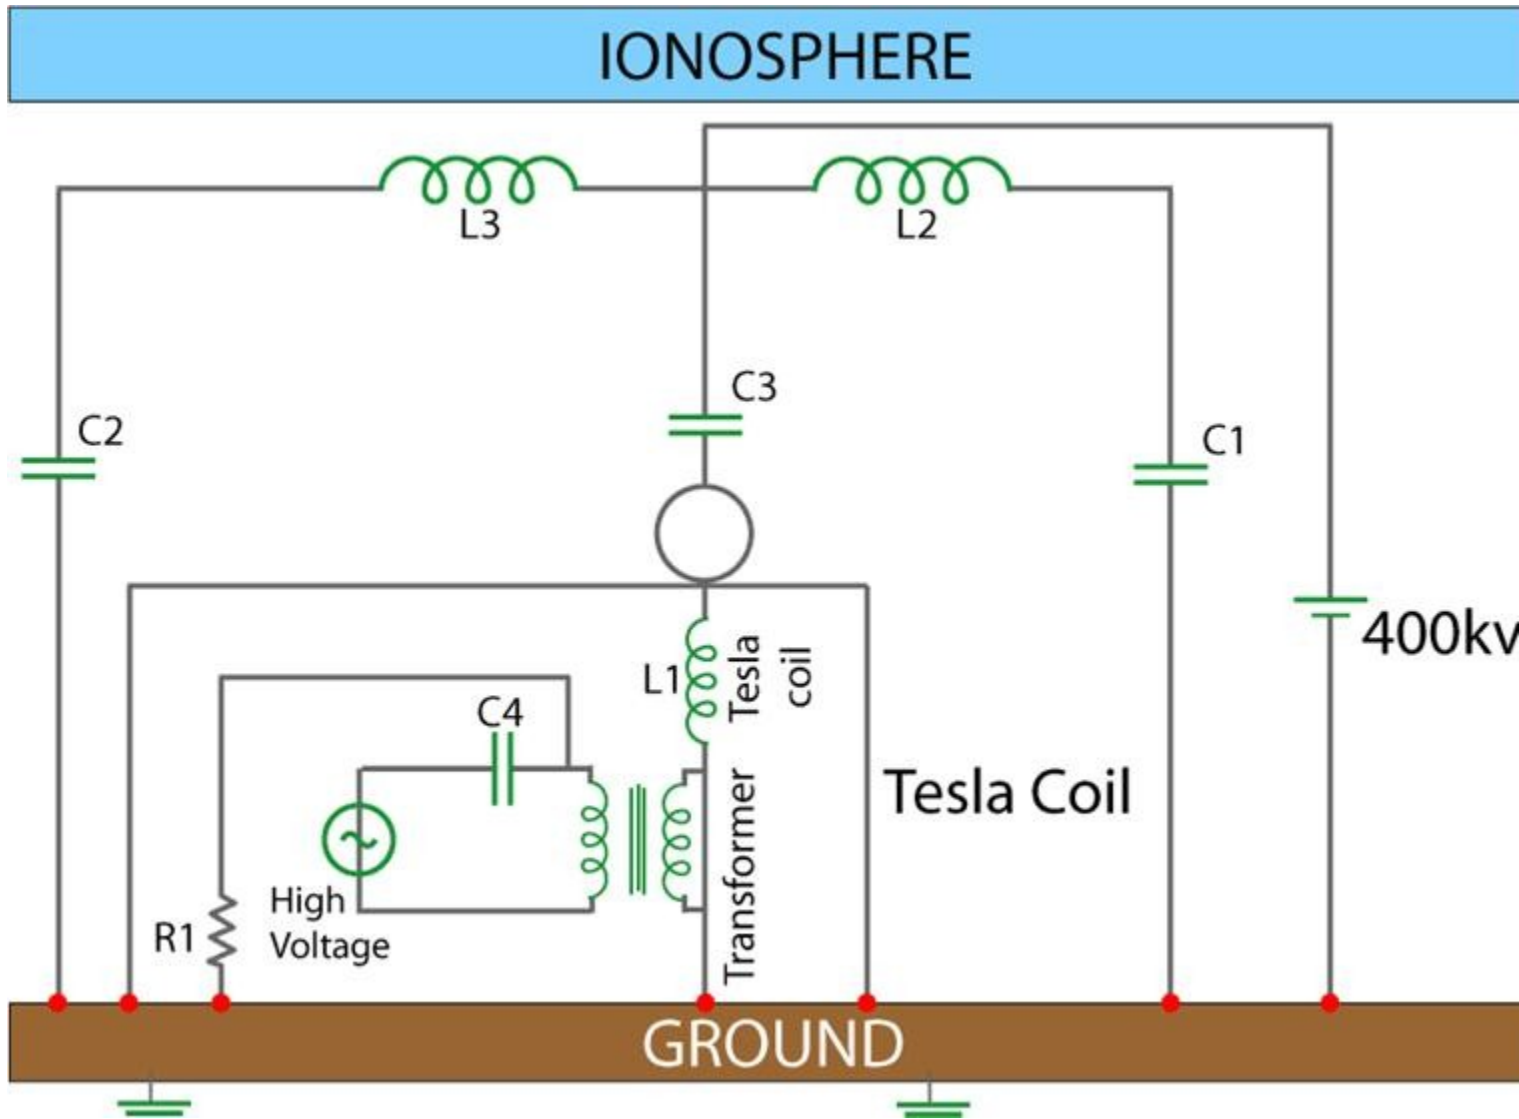 IONOSPHERE
L3
L2
C3
C2
C1
400kv
L1
Tesla
coil
C4
Tesla Coil
Transformer
High
Voltage
R1
GROUND